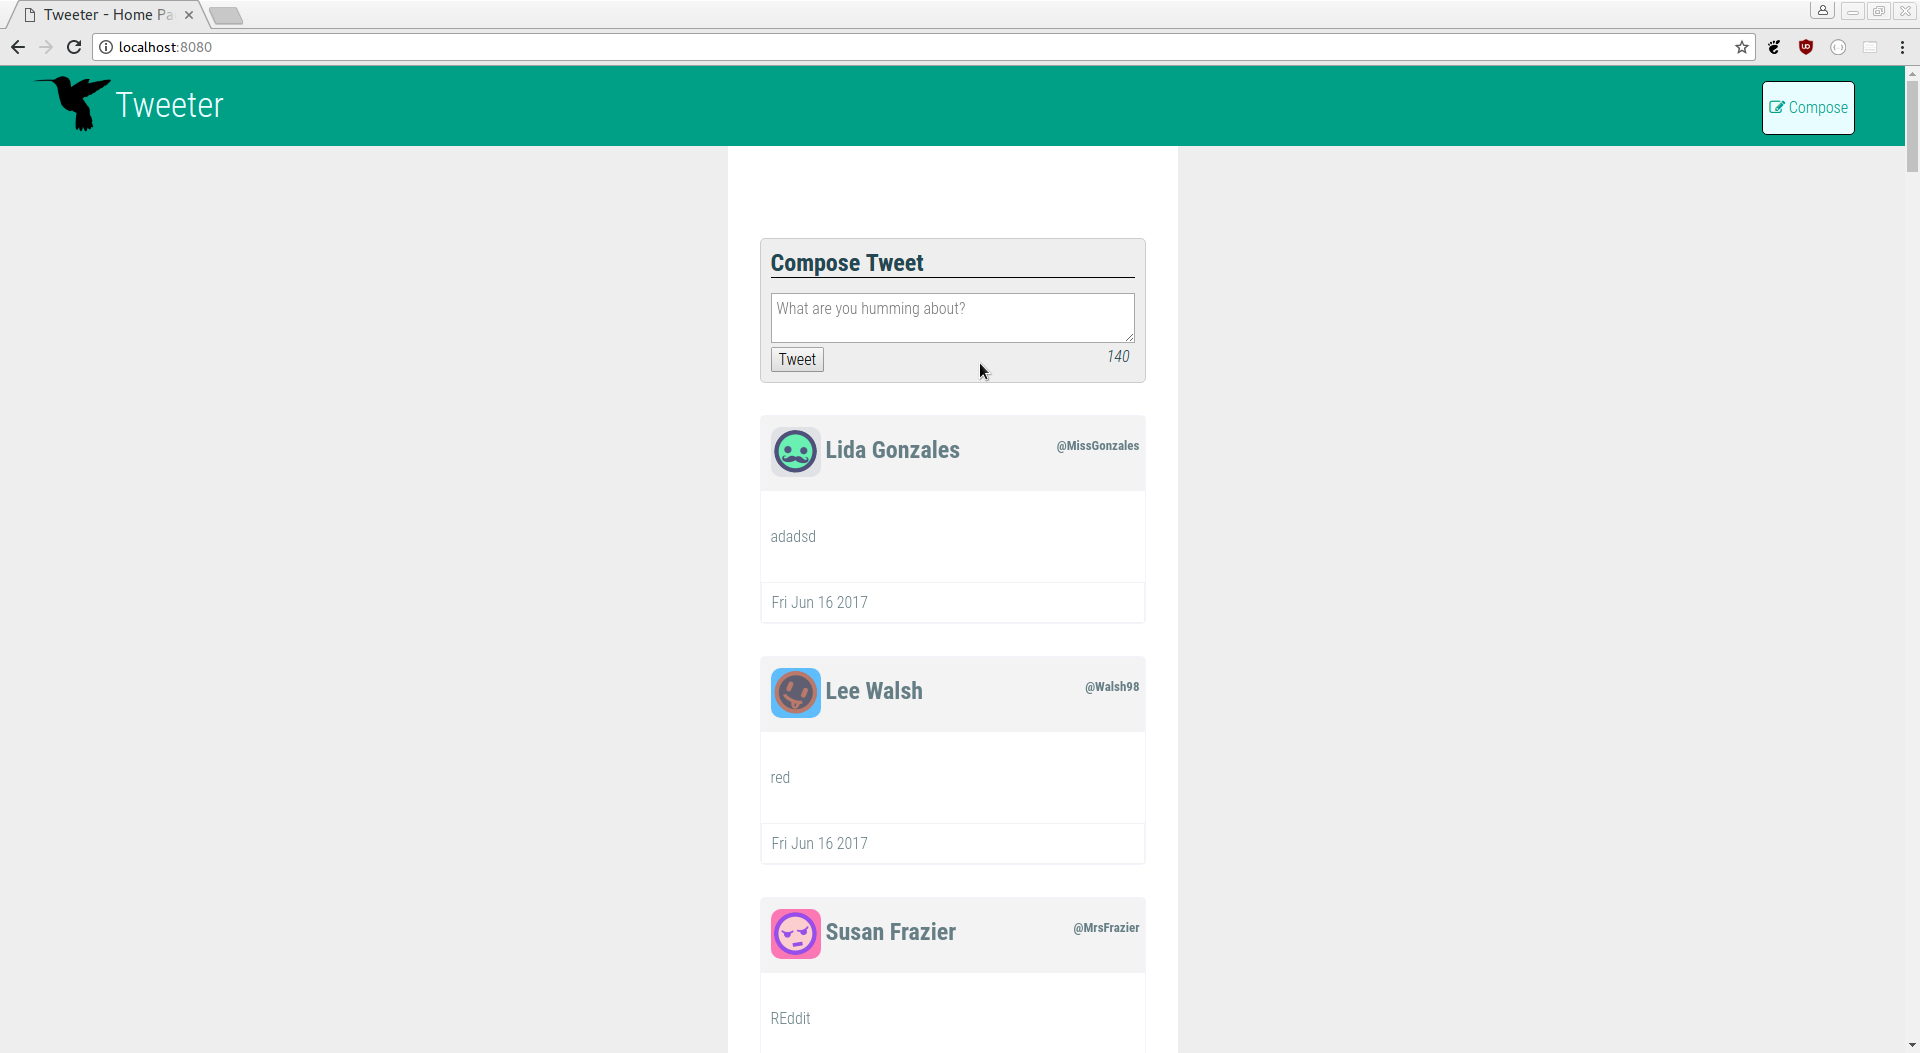 Tweeter - Home Pa
localhost:8080
Tweeter
Compose
Compose Tweet
What are you humming about?
Tweet
140
Lida Gonzales
@MissGonzales
adadsd
Fri Jun 16 2017
Lee Walsh
@Walsh98
red
Fri Jun 16 2017
Susan Frazier
@MrsFrazier
REddit